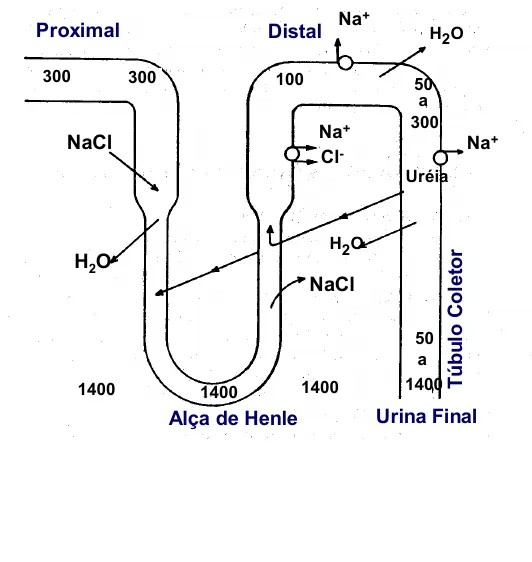 Proximal
Distal
Na+
H2O
300
300
100
50
a
300
NaCl
Na+
Cl-
Na+
Uréia
H2O
H2O
NaCl
Túbulo Coletor
50
a
1400
1400
1400
1400
Alça de Henle
Urina Final